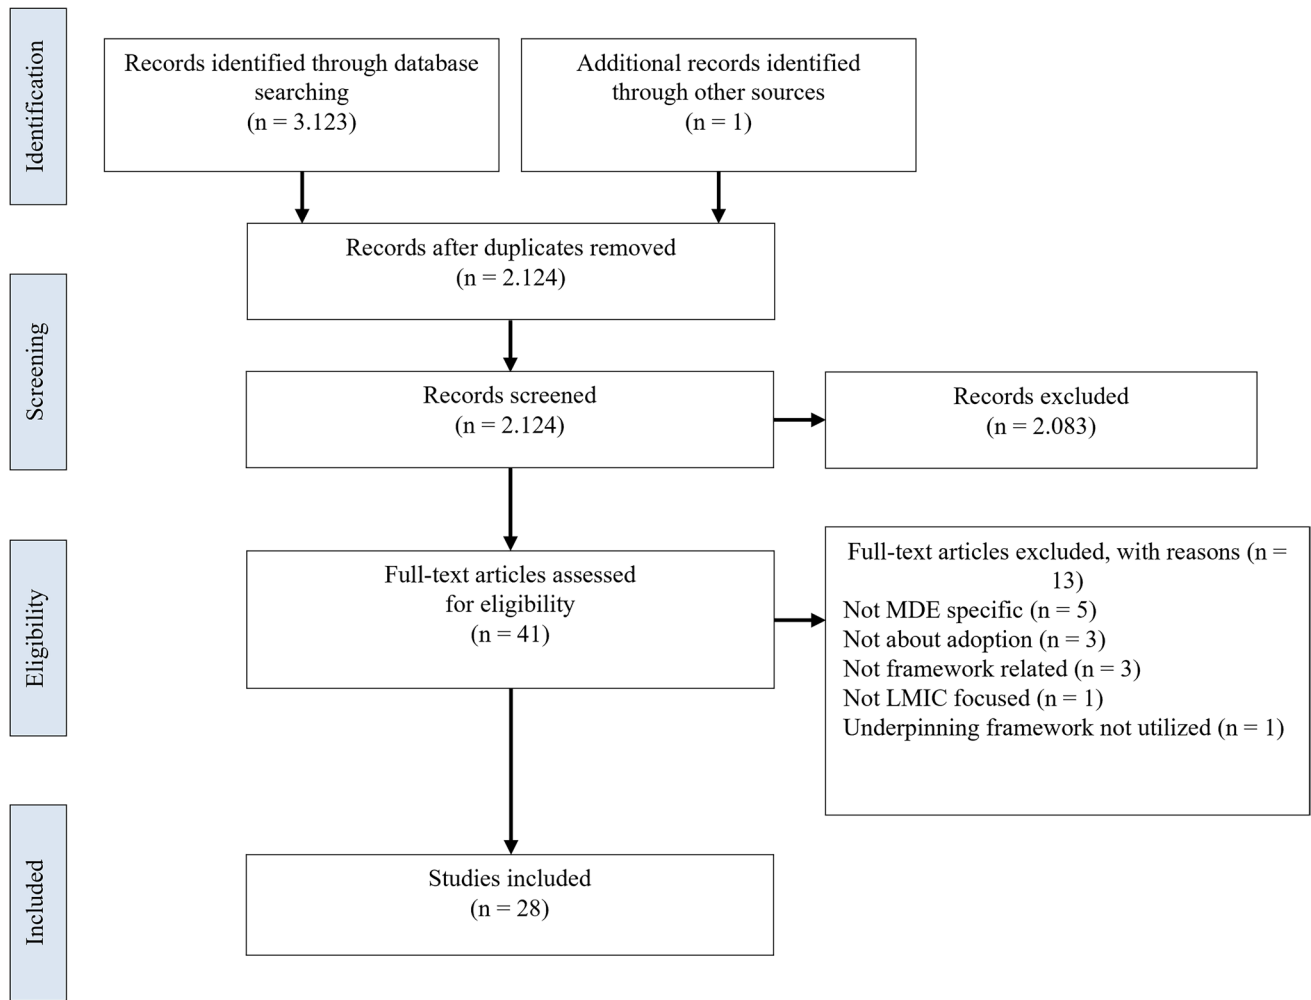 Identification
Records identified through database
searching
(n = 3.123)
Additional records identified
through other sources
(n = 1)
Records after duplicates removed
(n = 2.124)
Screening
Records screened
(n = 2.124)
Records excluded
(n = 2.083)
Eligibility
Full-text articles assessed
for eligibility
(n = 41)
Full-text articles excluded, with reasons (n =
13)
Not MDE specific (n = 5)
Not about adoption (n = 3)
Not framework related (n = 3)
Not LMIC focused (n = 1)
Underpinning framework not utilized (n = 1)
Included
Studies included
(n = 28)